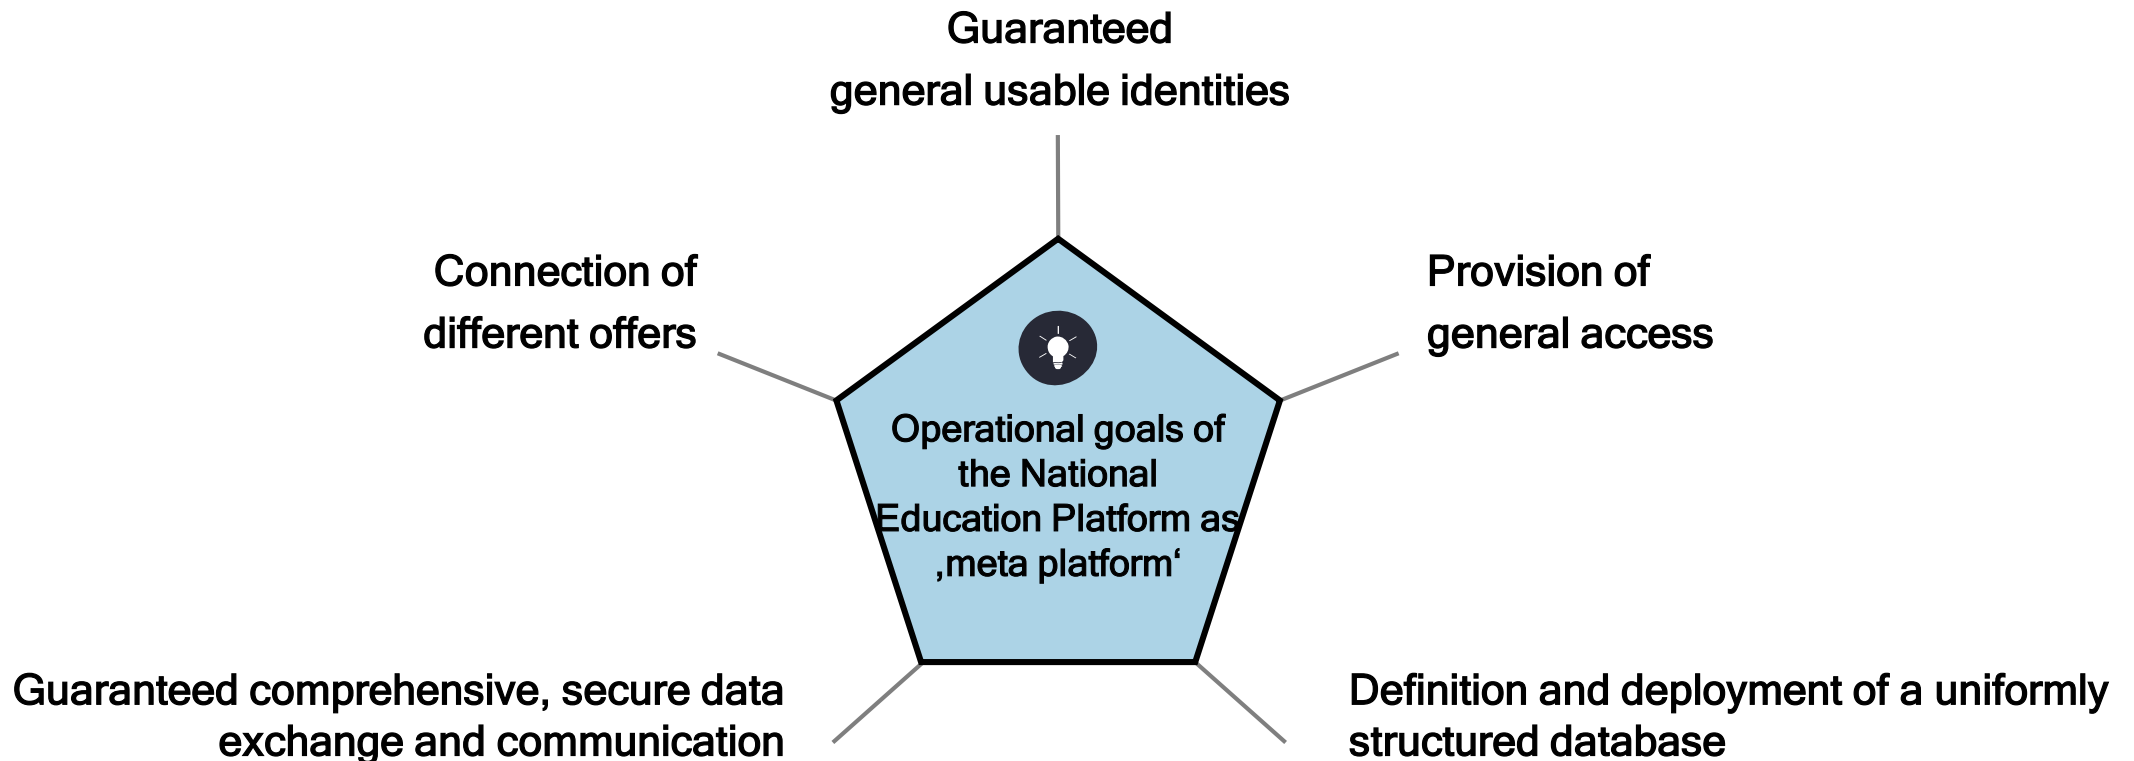 Guaranteed
general usable identities
Connection of
different offers
Provision of
general access
Operational goals of
the National
Education Platform as
‚meta platform‘
Guaranteed comprehensive, secure data
exchange and communication
Definition and deployment of a uniformly
structured database